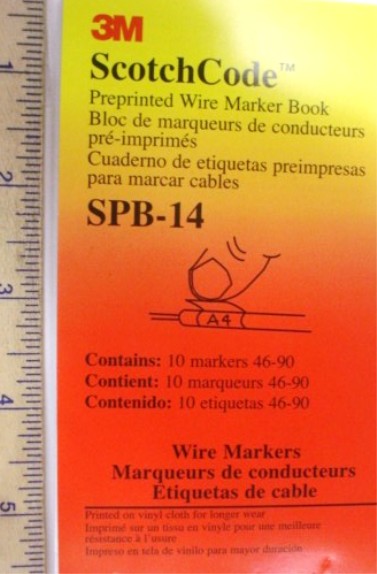 3M
ScotchCode™
Preprinted Wire Marker Book
Bloc de marqueurs de conducteurs
pré-imprimés
Cuaderno de etiquetas preimpresas
para marcar cables
SPB-14
A4
Contains: 10 markers 46-90
Contient: 10 marqueurs 46-90
Contenido: 10 etiquetas 46-90
Wire Markers
Marqueurs de conducteurs
Etiquetas de cable
Printed on vinyl cloth for longer wear
Imprimé sur un tissu en vinyle pour une meilleure
résistance à l'usure
Impreso en tela de vinilo para mayor duración
1
2
3
4
5